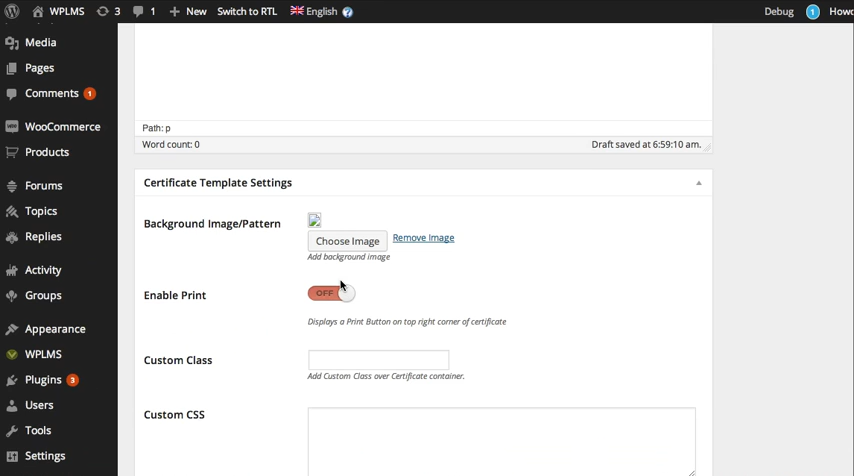 WPLMS 3 1 New Switch to RTL English ? Debug 1 Howd
Media
Pages
Comments 1
WooCommerce
Products
Forums
Topics
Replies
Activity
Groups
Appearance
WPLMS
Plugins 3
Users
Tools
Settings
Path: p
Word count: 0 Draft saved at 6:59:10 am.
Certificate Template Settings
Background Image/Pattern
Choose Image Remove Image
Add background image
Enable Print OFF
Displays a Print Button on top right corner of certificate
Custom Class
Add Custom Class over Certificate container.
Custom CSS